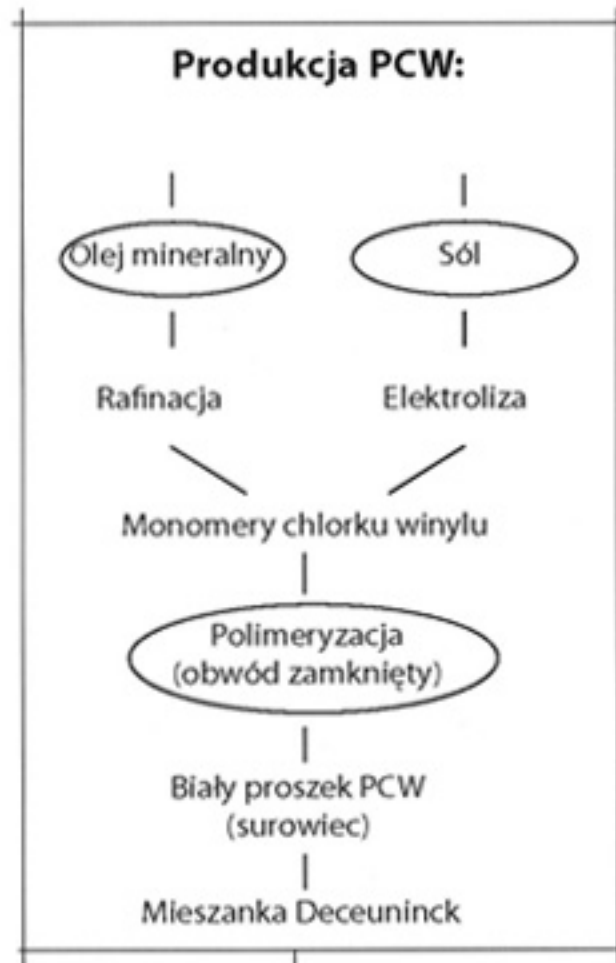 Produkcja PCW:
Olej mineralny
Sól
Rafinacja
Elektroliza
Monomery chlorku winylu
Polimeryzacja
(obwód zamknięty)
Biały proszek PCW
(surowiec)
Mieszanka Deceuninck